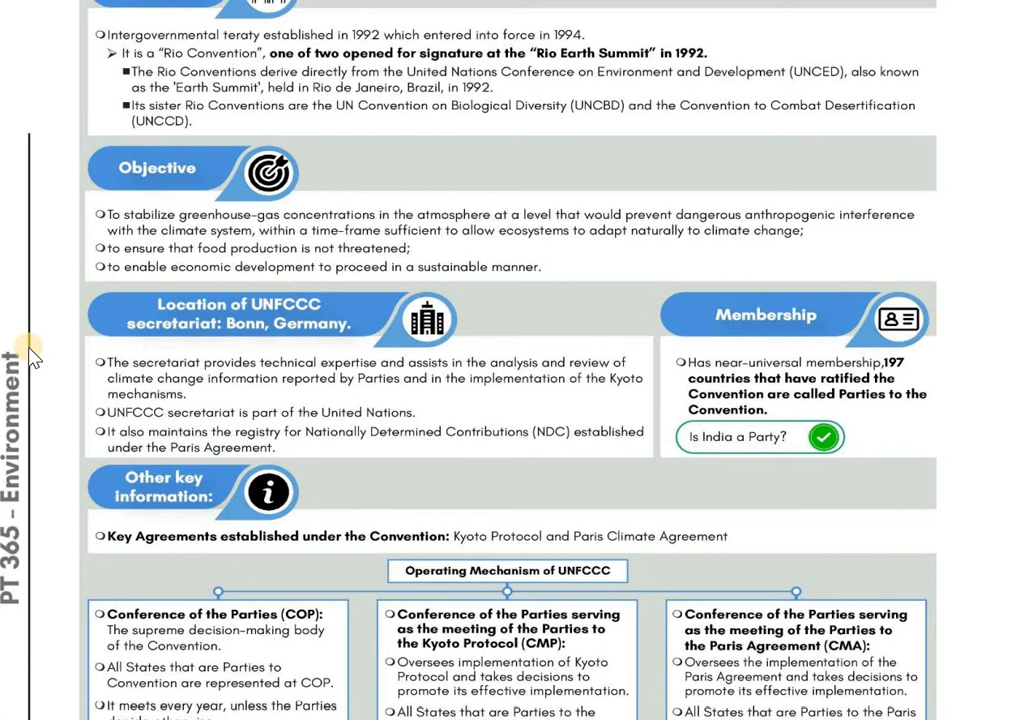 Intergovernmental teraty established in 1992 which entered into force in 1994.
It is a “Rio Convention”, one of two opened for signature at the “Rio Earth Summit” in 1992.
The Rio Conventions derive directly from the United Nations Conference on Environment and Development (UNCED), also known
as the 'Earth Summit', held in Rio de Janeiro, Brazil, in 1992.
Its sister Rio Conventions are the UN Convention on Biological Diversity (UNCBD) and the Convention to Combat Desertification
(UNCCD).
Objective
To stabilize greenhouse-gas concentrations in the atmosphere at a level that would prevent dangerous anthropogenic interference
with the climate system, within a time-frame sufficient to allow ecosystems to adapt naturally to climate change;
to ensure that food production is not threatened;
to enable economic development to proceed in a sustainable manner.
Location of UNFCCC
secretariat: Bonn, Germany.
The secretariat provides technical expertise and assists in the analysis and review of
climate change information reported by Parties and in the implementation of the Kyoto
mechanisms.
UNFCCC secretariat is part of the United Nations.
It also maintains the registry for Nationally Determined Contributions (NDC) established
under the Paris Agreement.
Membership
Has near-universal membership,197
countries that have ratified the
Convention are called Parties to the
Convention.
Is India a Party?
Other key
information:
Key Agreements established under the Convention: Kyoto Protocol and Paris Climate Agreement
Operating Mechanism of UNFCCC
Conference of the Parties (COP):
The supreme decision-making body
of the Convention.
All States that are Parties to
Convention are represented at COP.
It meets every year, unless the Parties
Conference of the Parties serving
as the meeting of the Parties to
the Kyoto Protocol (CMP):
Oversees implementation of Kyoto
Protocol and takes decisions to
promote its effective implementation.
All States that are Parties to the
Conference of the Parties serving
as the meeting of the Parties to
the Paris Agreement (CMA):
Oversees the implementation of the
Paris Agreement and takes decisions to
promote its effective implementation.
All States that are Parties to the Paris
PT 365 - Environment